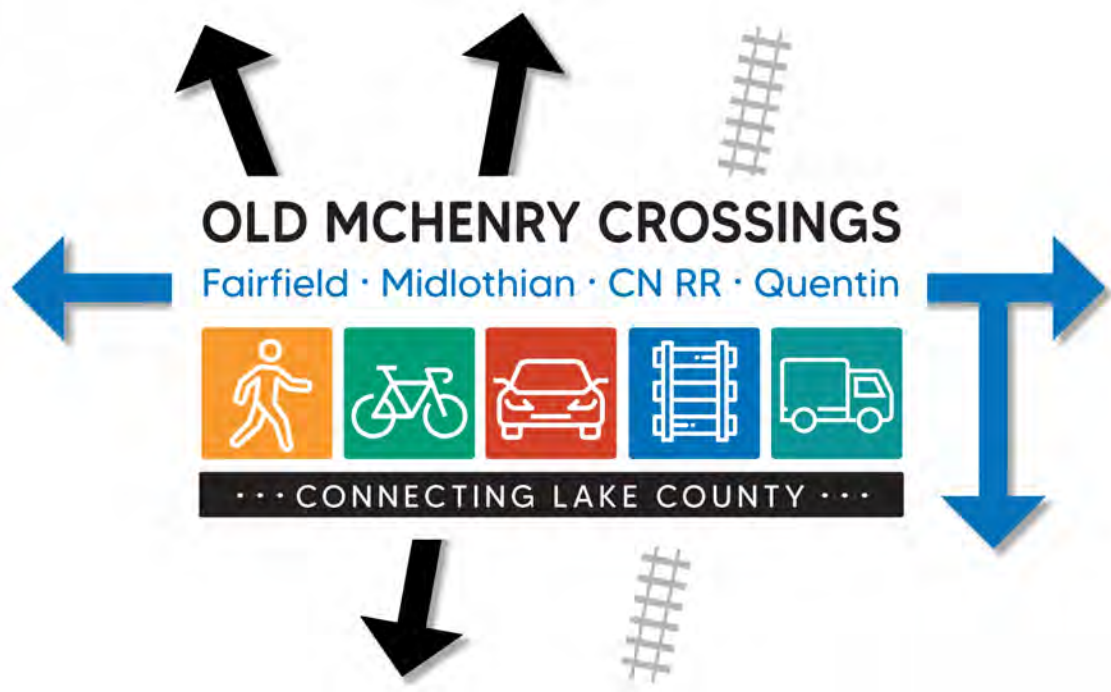 OLD MCHENRY CROSSINGS
Fairfield · Midlothian · CN RR · Quentin
··· CONNECTING LAKE COUNTY ···